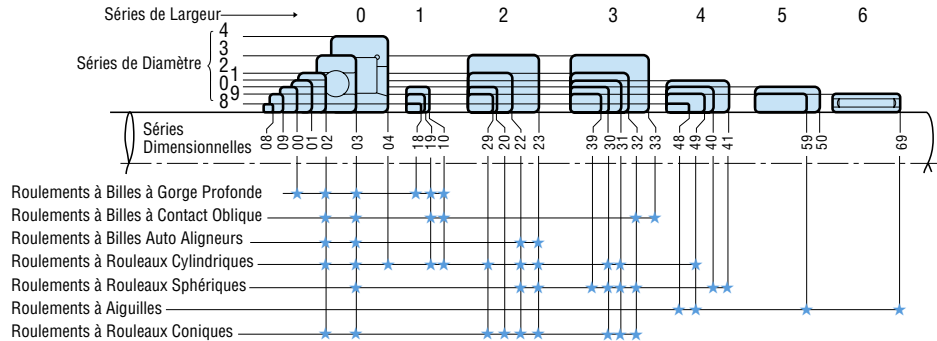 Séries de Largeur 0 1 2 3 4 5 6
Séries de Diamètre
4
3
2
1
0
9
8
Séries
Dimensionnelles
08 09 00 01 02 03 04 18 19 10 29 20 22 23 39 30 31 32 33 48 49 40 41 59 50 69
Roulements à Billes à Gorge Profonde
Roulements à Billes à Contact Oblique
Roulements à Billes Auto Aligneurs
Roulements à Rouleaux Cylindriques
Roulements à Rouleaux Sphériques
Roulements à Aiguilles
Roulements à Rouleaux Coniques